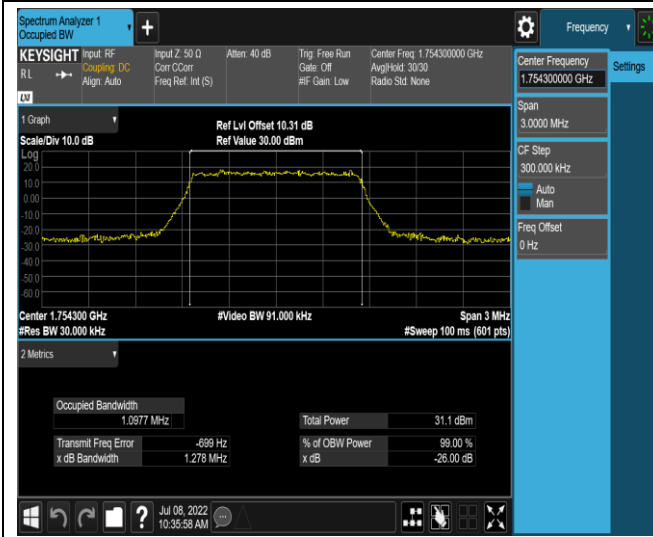 Spectrum Analyzer 1
Occupied BW
+
Frequency
KEYSIGHT
RL
Input: RF
Coupling: DC
Align: Auto
Input Z: 50 Ω
Corr CCorr
Freq Ref: Int (S)
Atten: 40 dB
Trig: Free Run
Gate: Off
#IF Gain: Low
Center Freq: 1.754300000 GHz
Avg|Hold: 30/30
Radio Std: None
LXI
Center Frequency
1.754300000 GHz
Settings
Span
3.0000 MHz
CF Step
300.000 kHz
Auto
Man
Freq Offset
0 Hz
1 Graph
Scale/Div 10.0 dB
Ref Lvl Offset 10.31 dB
Ref Value 30.00 dBm
Log
20.0
10.0
0.00
-10.0
-20.0
-30.0
-40.0
-50.0
-60.0
Center 1.754300 GHz
#Video BW 91.000 kHz
Span 3 MHz
#Res BW 30.000 kHz
#Sweep 100 ms (601 pts)
2 Metrics
Occupied Bandwidth
1.0977 MHz
Total Power 31.1 dBm
Transmit Freq Error -699 Hz
% of OBW Power 99.00 %
x dB Bandwidth 1.278 MHz
x dB -26.00 dB
?
Jul 08, 2022
10:35:58 AM